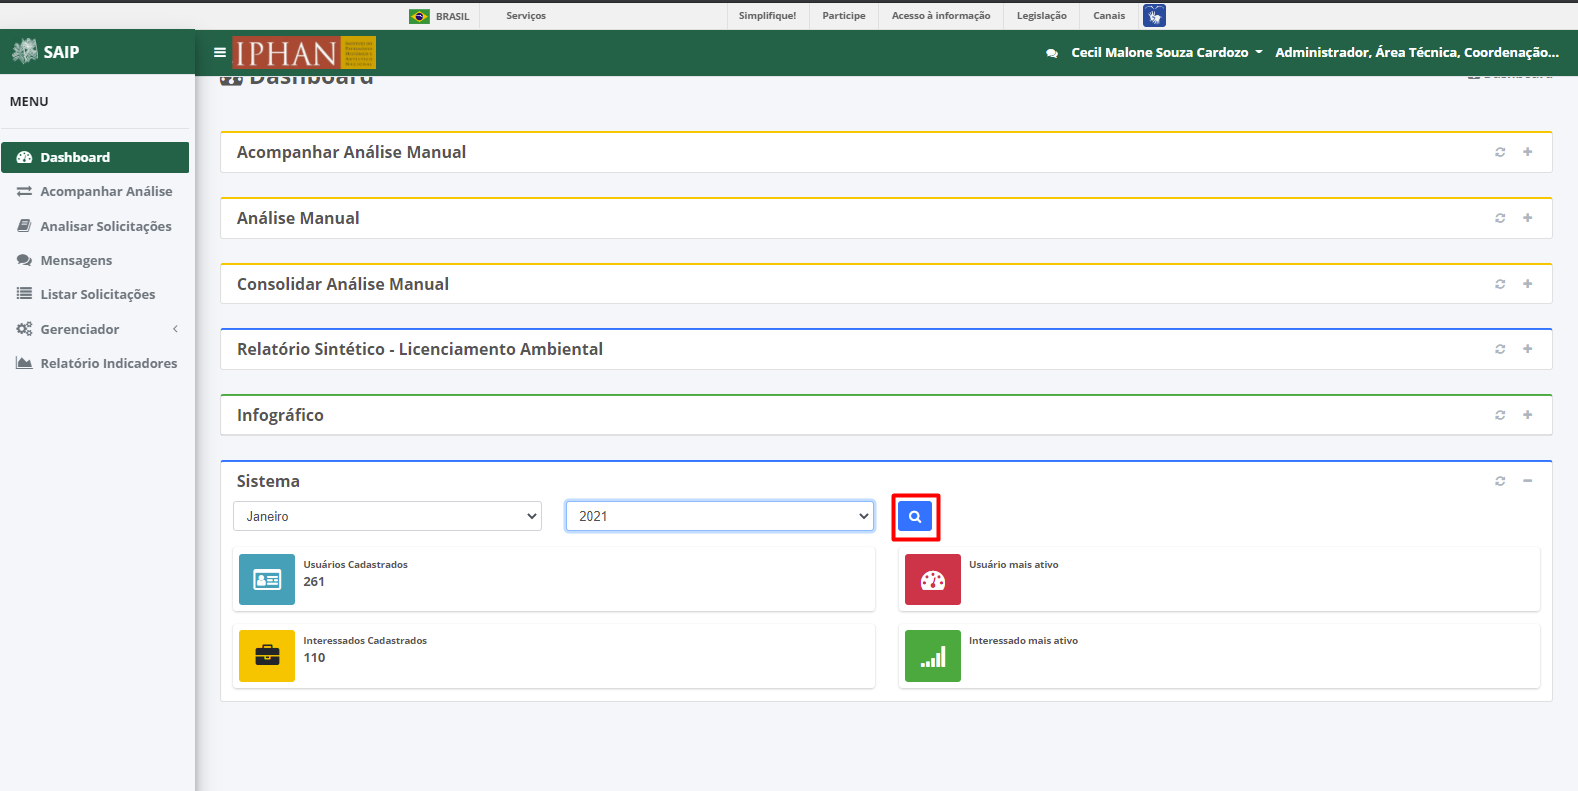 BRASIL Serviços Simplifique! Participe Acesso à informação Legislação Canais
SAIP
IPHAN
Cecil Malone Souza Cardozo Administrador, Área Técnica, Coordenação...
MENU
Dashboard
Acompanhar Análise
Analisar Solicitações
Mensagens
Listar Solicitações
Gerenciador
Relatório Indicadores
Dashboard Dashboard
Acompanhar Análise Manual
Análise Manual
Consolidar Análise Manual
Relatório Sintético - Licenciamento Ambiental
Infográfico
Sistema
Janeiro 2021
Usuários Cadastrados
261
Usuário mais ativo
Interessados Cadastrados
110
Interessado mais ativo